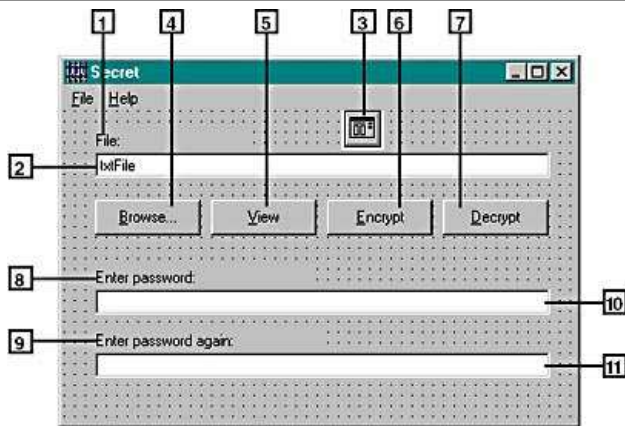 1 4 5 3 6 7
Secret
File Help
File:
2 txtFile
Browse... View Encrypt Decrypt
8 Enter password:
10
9 Enter password again:
11